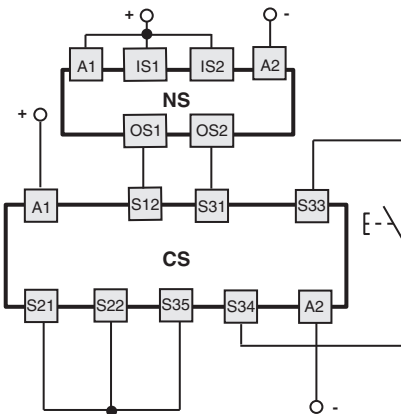 + -
A1 IS1 IS2 A2
NS
+ OS1 OS2
A1 S12 S31 S33
CS
S21 S22 S35 S34 A2
-